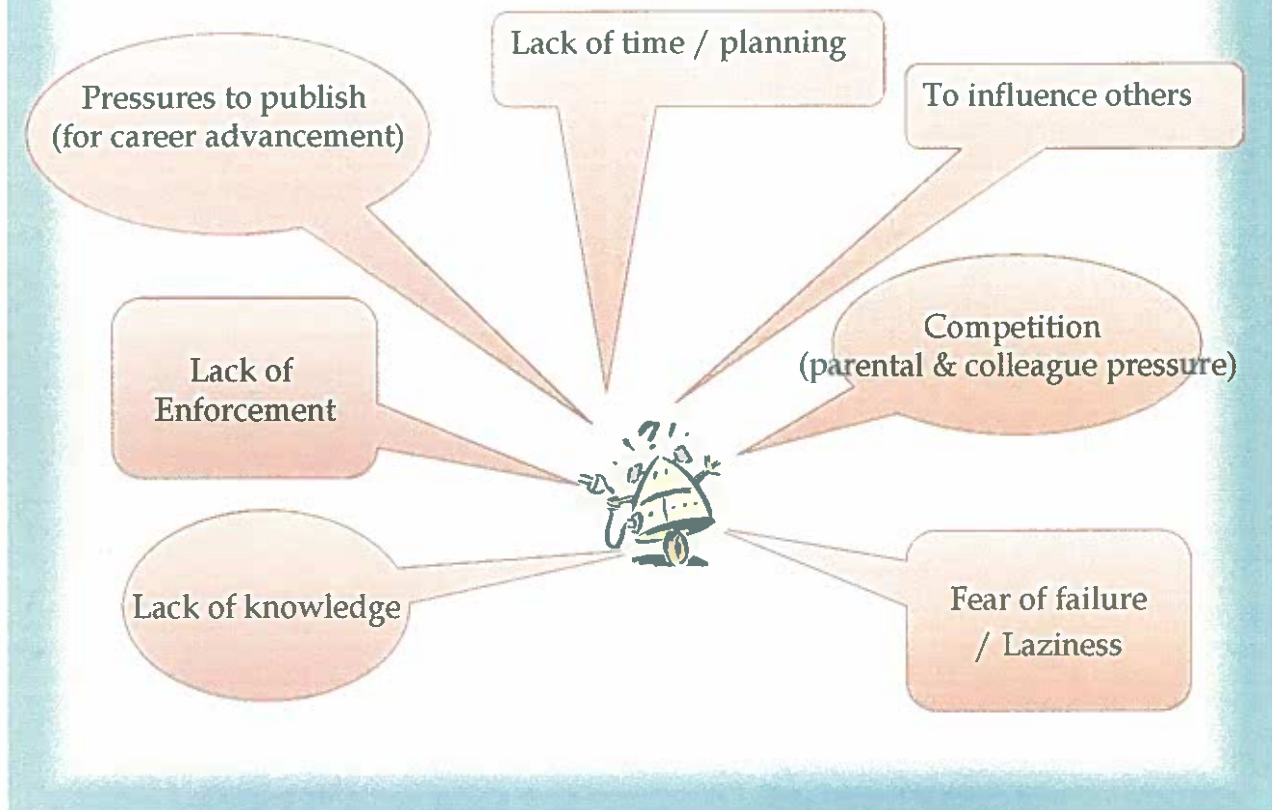 Lack of time / planning
Pressures to publish
(for career advancement)
To influence others
Competition
(parental & colleague pressure)
Lack of
Enforcement
Lack of knowledge
Fear of failure
/ Laziness